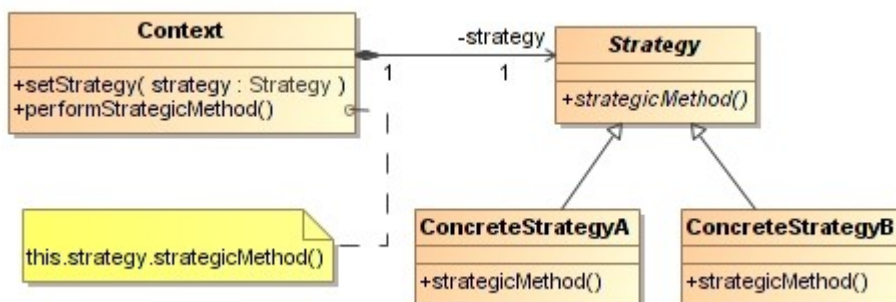 Context
+setStrategy( strategy : Strategy )
+performStrategicMethod()
-strategy
1
1
Strategy
+strategicMethod()
this.strategy.strategicMethod()
ConcreteStrategyA
+strategicMethod()
ConcreteStrategyB
+strategicMethod()